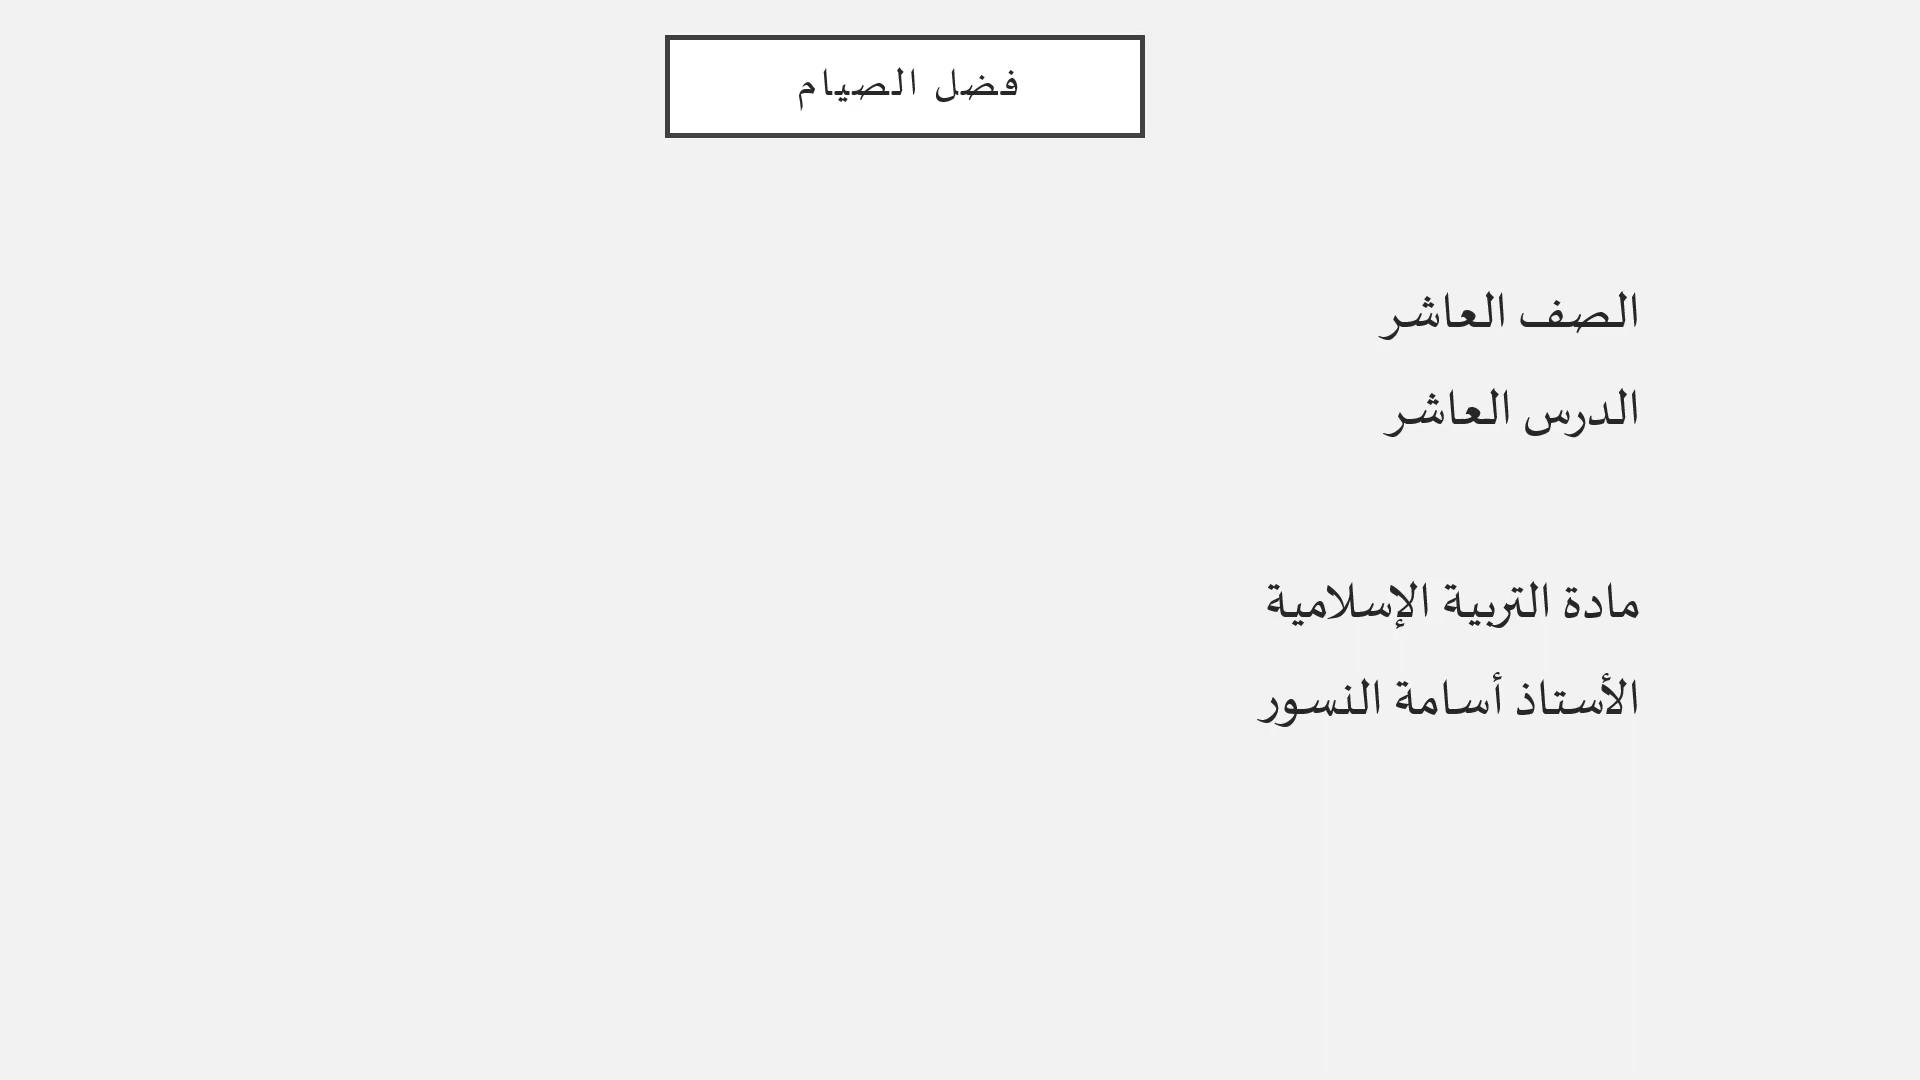 فضل الصيام
الصف العاشر
الدرس العاشر
مادة التربية الإسلامية
الأستاذ أسامة النسور